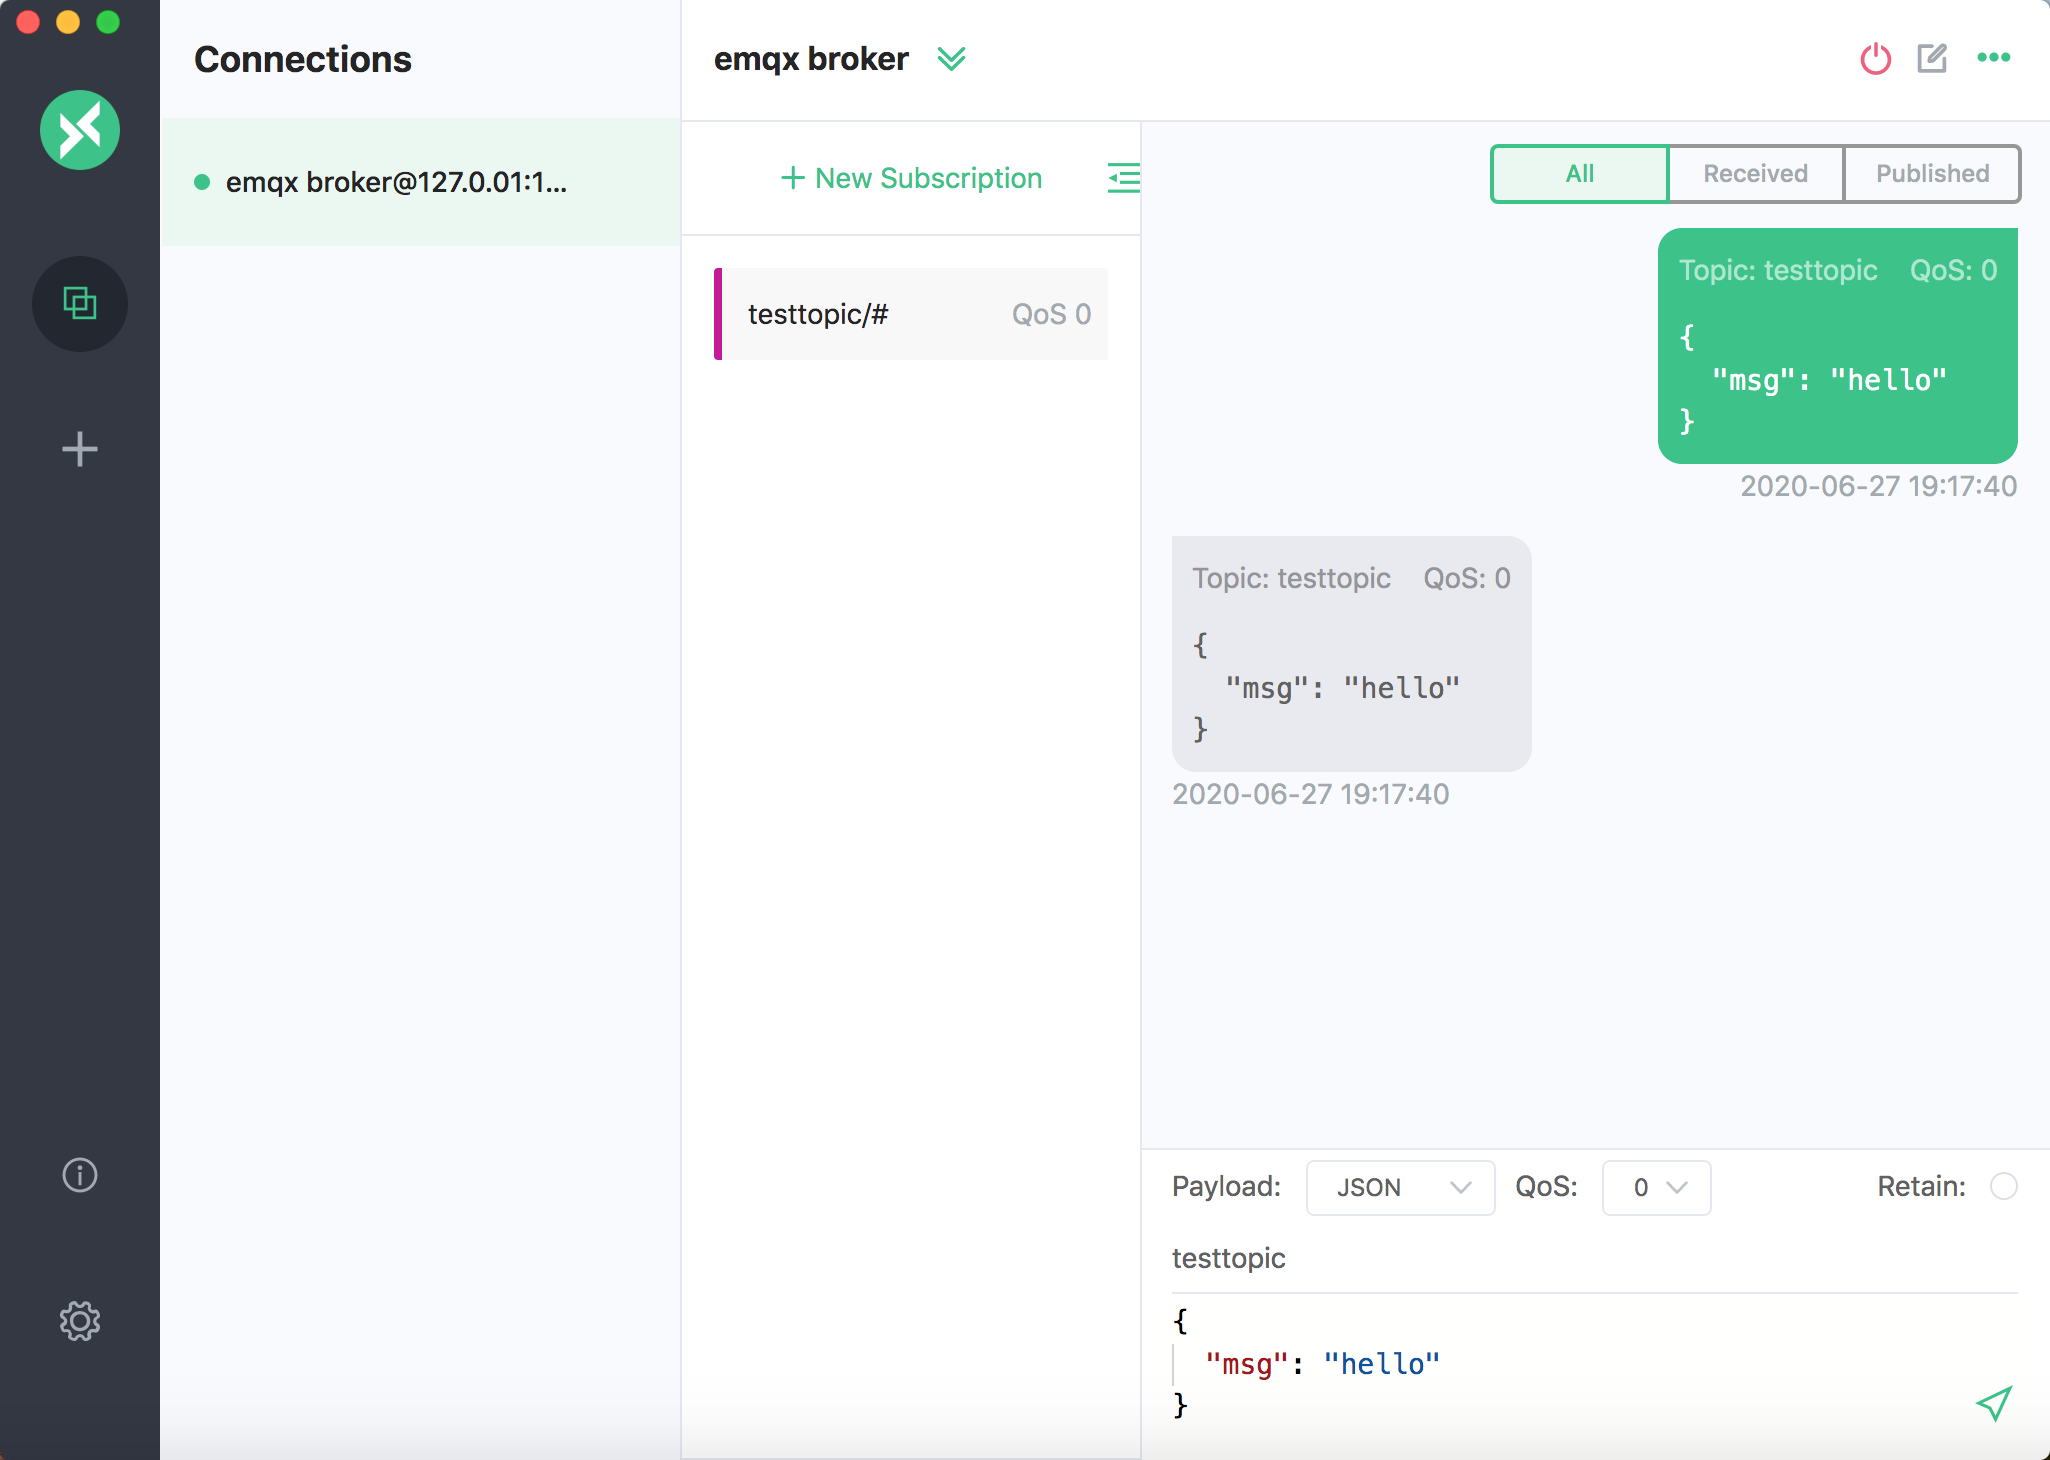 Connections
emqx broker@127.0.01:1...
emqx broker
New Subscription
testtopic/# QoS 0
All Received Published
Topic: testtopic QoS: 0
{
"msg": "hello"
}
2020-06-27 19:17:40
Topic: testtopic QoS: 0
{
"msg": "hello"
}
2020-06-27 19:17:40
Payload: JSON QoS: 0 Retain:
testtopic
{
"msg": "hello"
}